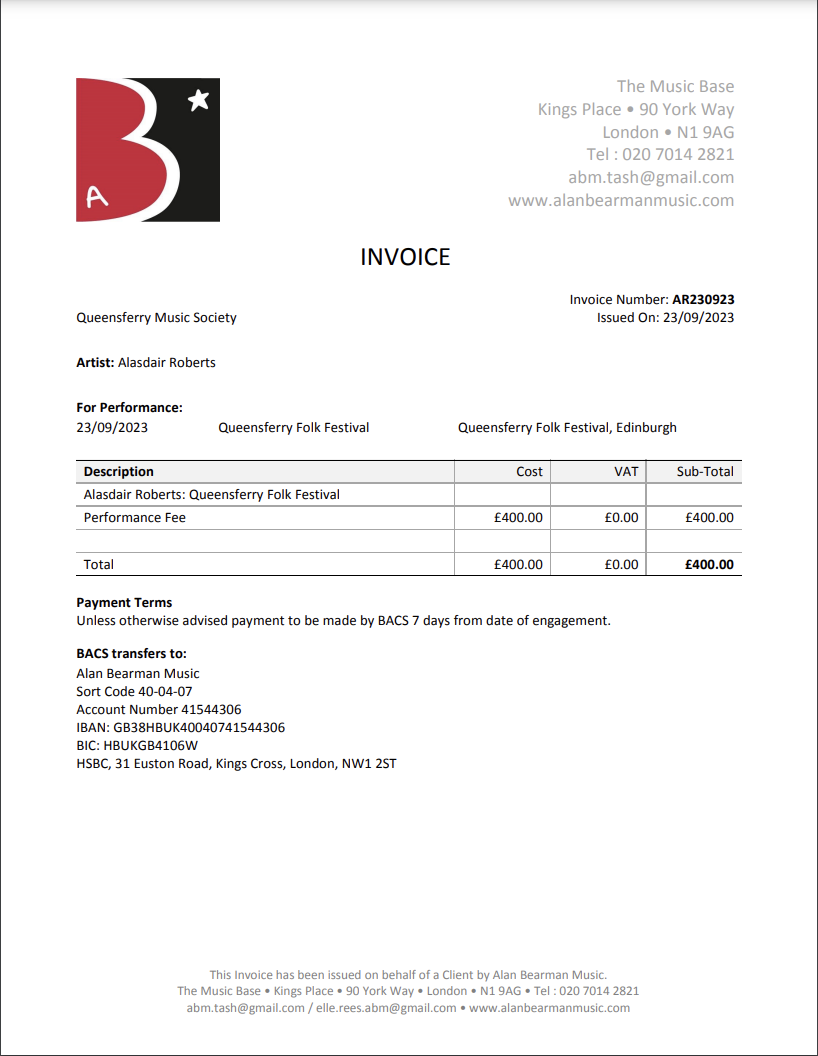 B
A
The Music Base
Kings Place • 90 York Way
London • N1 9AG
Tel : 020 7014 2821
abm.tash@gmail.com
www.alanbearmanmusic.com
INVOICE
Invoice Number: AR230923
Queensferry Music Society Issued On: 23/09/2023
Artist: Alasdair Roberts
For Performance:
23/09/2023 Queensferry Folk Festival Queensferry Folk Festival, Edinburgh
Description Cost VAT Sub-Total
Alasdair Roberts: Queensferry Folk Festival
Performance Fee £400.00 £0.00 £400.00
Total £400.00 £0.00 £400.00
Payment Terms
Unless otherwise advised payment to be made by BACS 7 days from date of engagement.
BACS transfers to:
Alan Bearman Music
Sort Code 40-04-07
Account Number 41544306
IBAN: GB38HBUK40040741544306
BIC: HBUKGB4106W
HSBC, 31 Euston Road, Kings Cross, London, NW1 2ST
This Invoice has been issued on behalf of a Client by Alan Bearman Music.
The Music Base • Kings Place • 90 York Way • London • N1 9AG • Tel : 020 7014 2821
abm.tash@gmail.com / elle.rees.abm@gmail.com • www.alanbearmanmusic.com